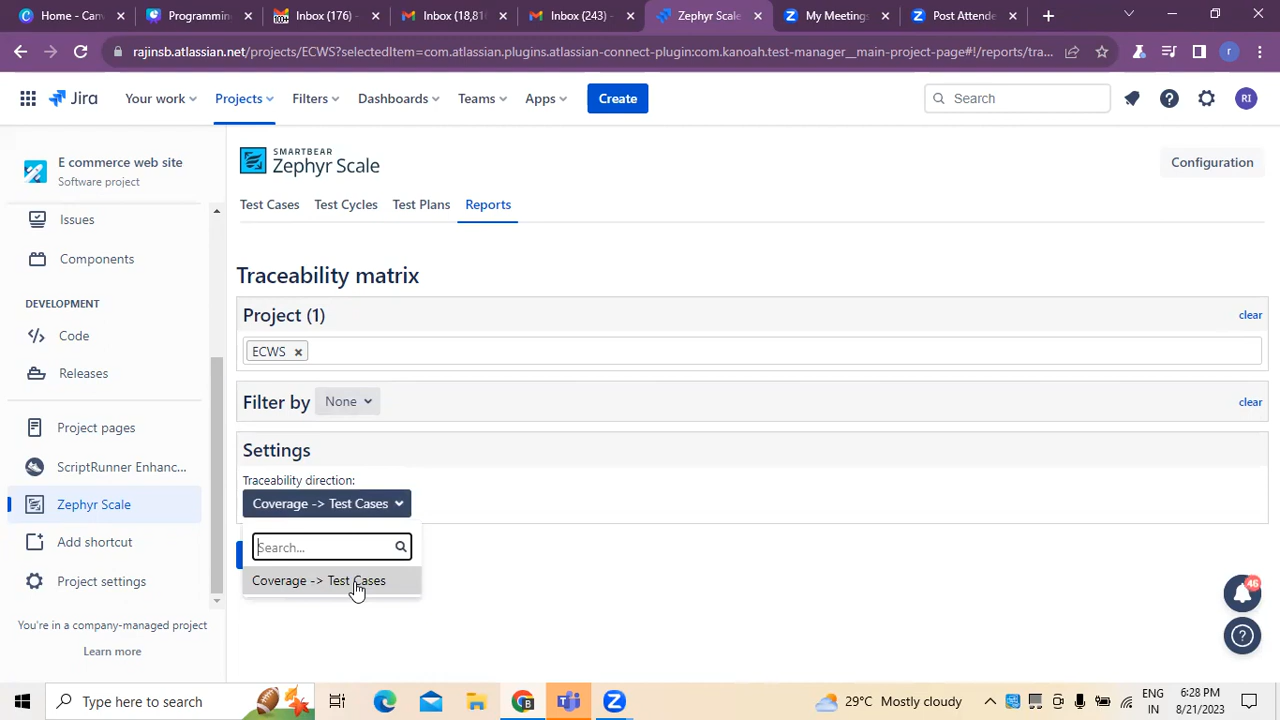 Home - Canv
Programming
Inbox (176)
Inbox (18,81
Inbox (243)
Zephyr Scale
My Meetings
Post Attende
rajinsb.atlassian.net/projects/ECWS?selectedItem=com.atlassian.plugins.atlassian-connect-plugin:com.kanoah.test-manager__main-project-page#!/reports/tra...
r
Jira
Your work
Projects
Filters
Dashboards
Teams
Apps
Create
Search
RI
E commerce web site
Software project
SMARTBEAR
Zephyr Scale
Configuration
Test Cases
Test Cycles
Test Plans
Reports
Issues
Components
DEVELOPMENT
Code
Releases
Project pages
ScriptRunner Enhanc...
Zephyr Scale
Add shortcut
Project settings
You're in a company-managed project
Learn more
Traceability matrix
Project (1)
clear
ECWS
Filter by
None
clear
Settings
Traceability direction:
Coverage -> Test Cases
Search...
Coverage -> Test Cases
46
Type here to search
29°C Mostly cloudy
ENG
IN
6:28 PM
8/21/2023